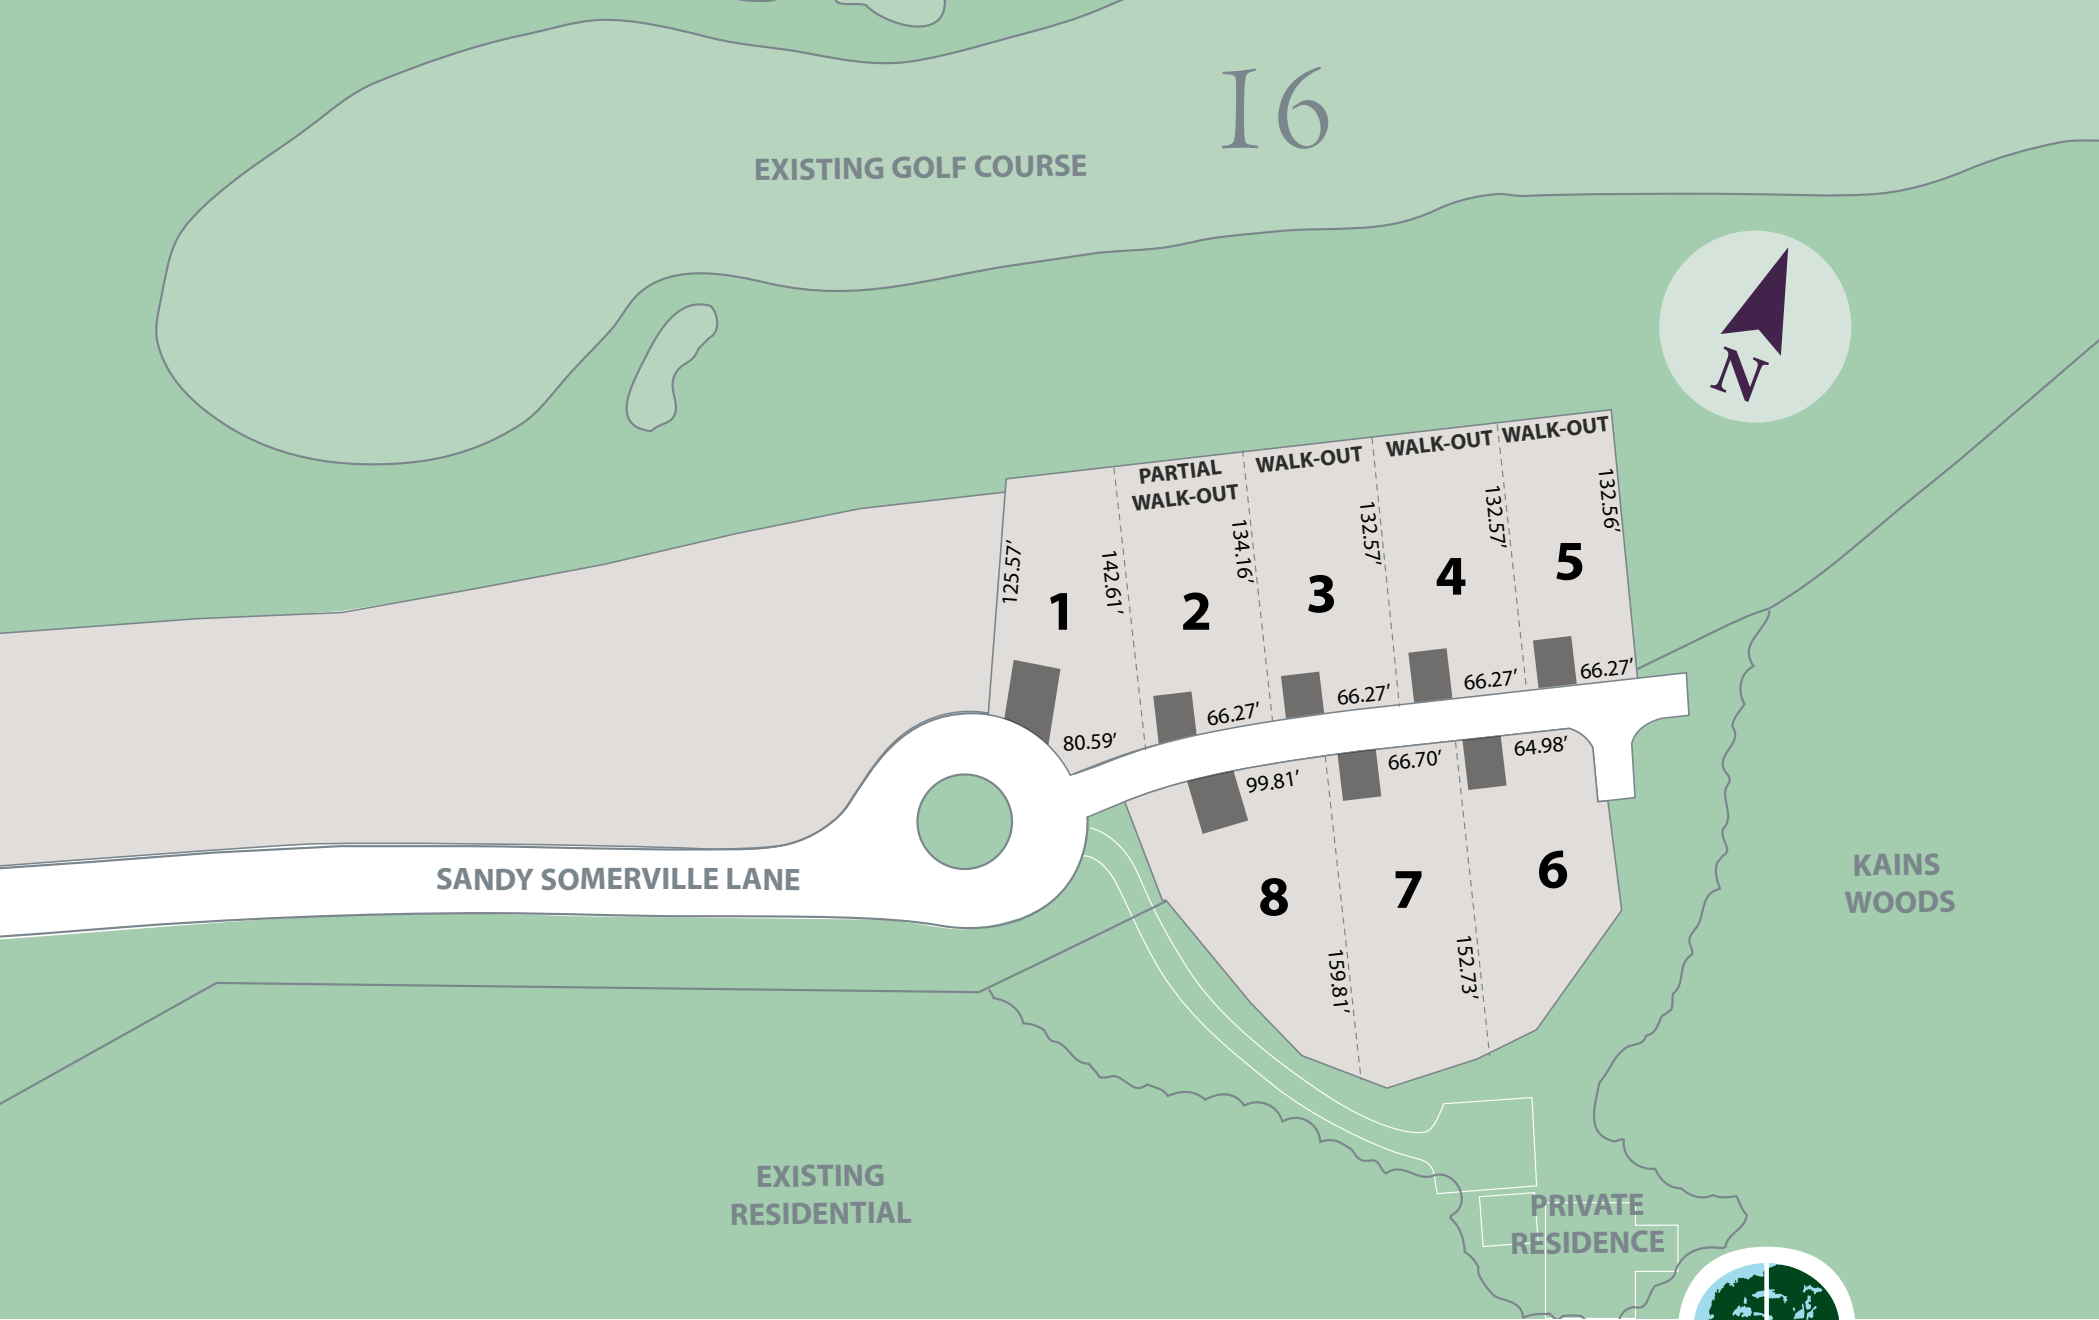 16
EXISTING GOLF COURSE
N
PARTIAL
WALK-OUT
WALK-OUT
WALK-OUT
WALK-OUT
125.57’
142.61’
134.16’
132.57’
132.57’
132.56’
1
2
3
4
5
80.59’
66.27’
66.27’
66.27’
66.27’
99.81’
66.70’
64.98’
8
7
6
159.81’
152.73’
SANDY SOMERVILLE LANE
KAINS
WOODS
EXISTING
RESIDENTIAL
PRIVATE
RESIDENCE